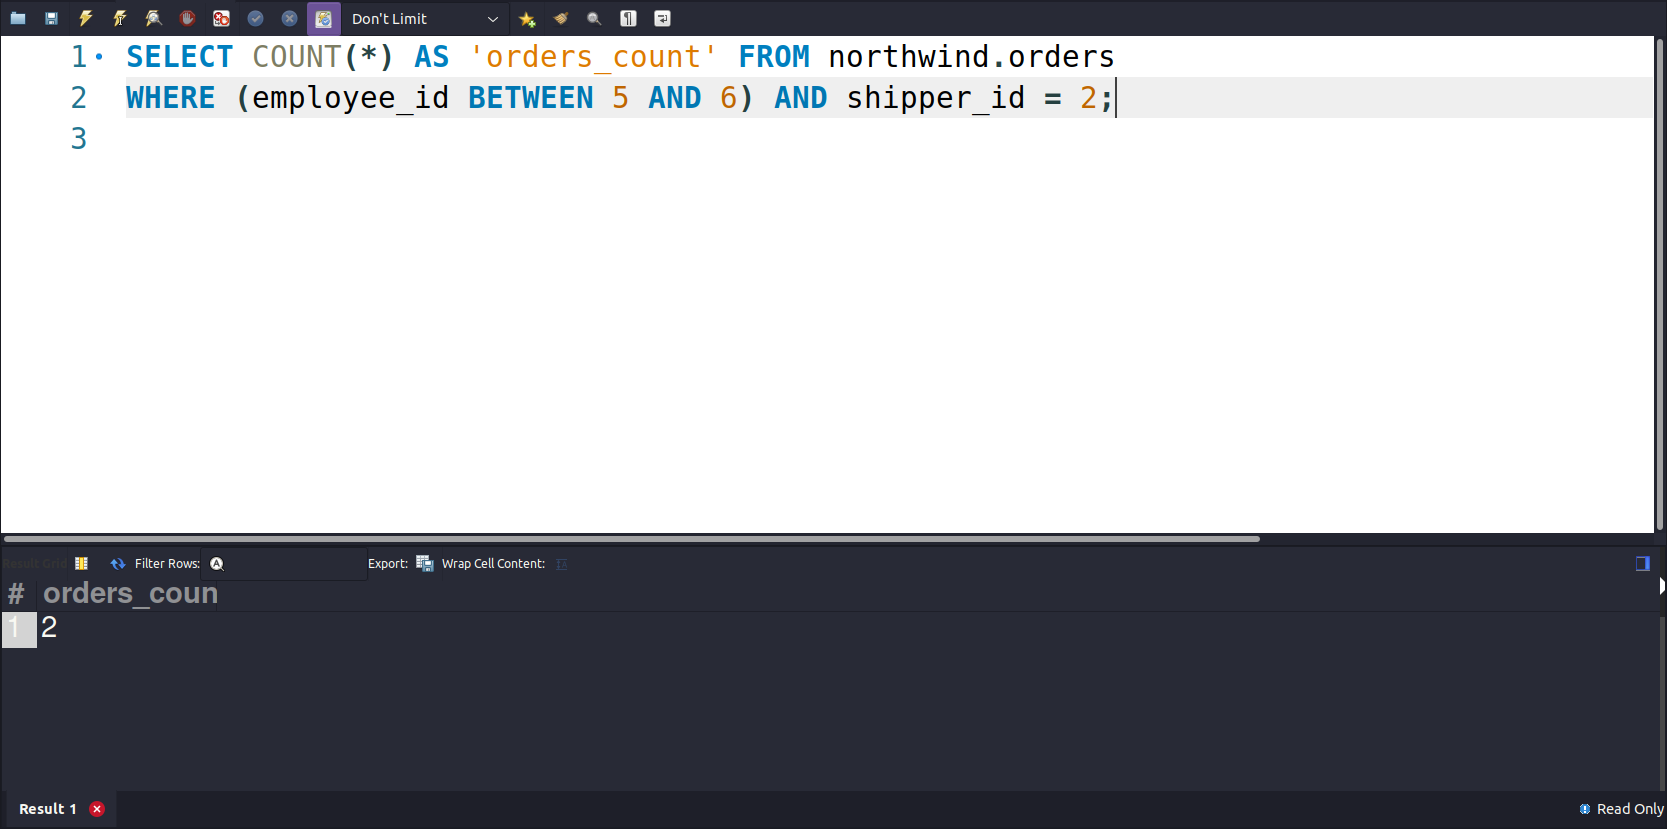 Don't Limit
1 SELECT COUNT(*) AS 'orders_count' FROM northwind.orders
2 WHERE (employee_id BETWEEN 5 AND 6) AND shipper_id = 2;
3
Result Grid Filter Rows: Export: Wrap Cell Content:
# orders_coun
1 2
Result 1 Read Only